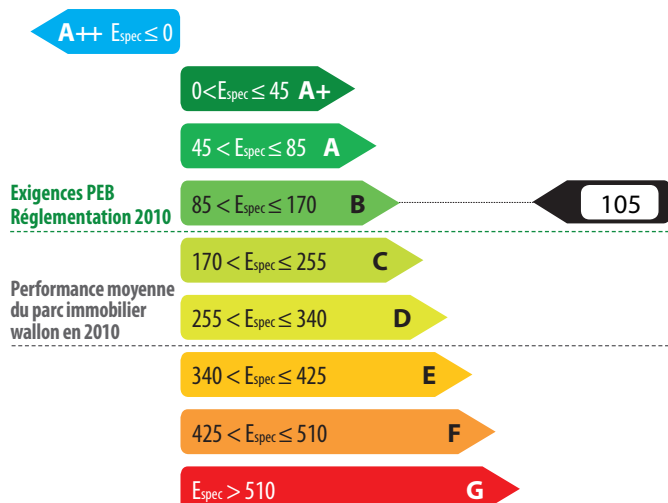 A++ Espec ≤ 0
0<Espec ≤ 45 A+
45 < Espec ≤ 85 A
Exigences PEB
Réglementation 2010
85 < Espec ≤ 170 B
105
170 < Espec ≤ 255 C
Performance moyenne
du parc immobilier
wallon en 2010
255 < Espec ≤ 340 D
340 < Espec ≤ 425 E
425 < Espec ≤ 510 F
Espec > 510 G